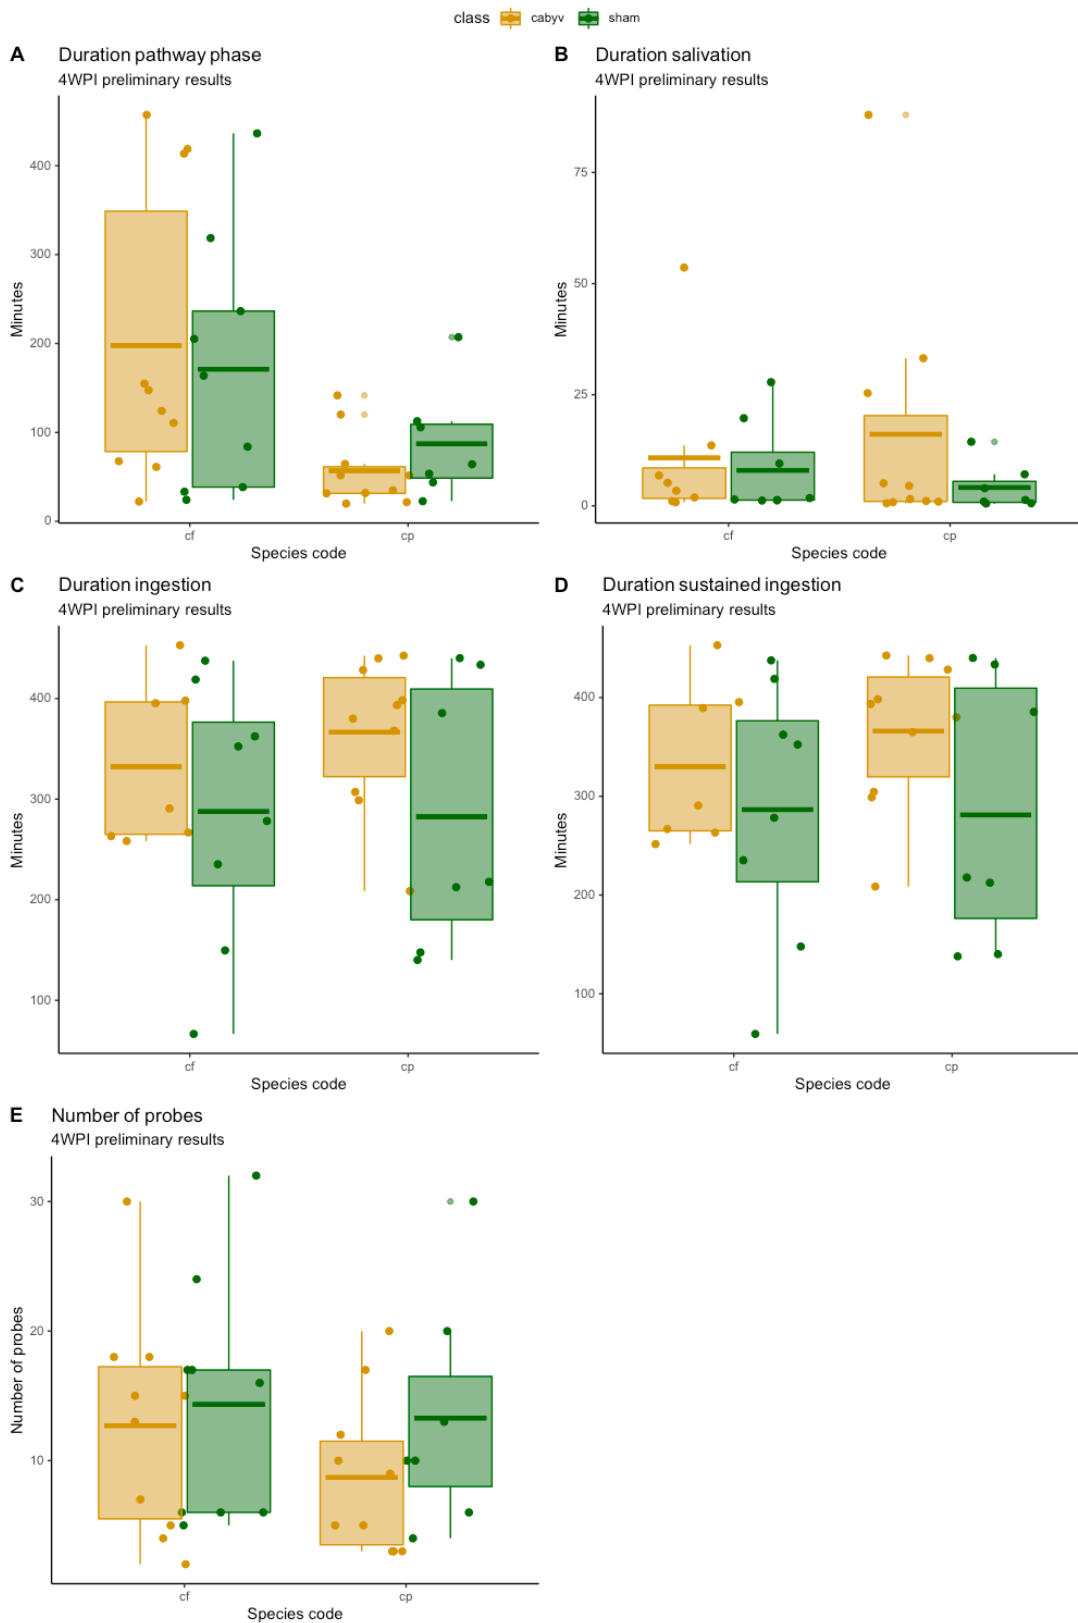 class cabyv sham
A Duration pathway phase
4WPI preliminary results
400
300
200
100
0
Minutes
cf cp
Species code
B Duration salivation
4WPI preliminary results
75
50
25
0
Minutes
cf cp
Species code
C Duration ingestion
4WPI preliminary results
400
300
200
100
Minutes
cf cp
Species code
D Duration sustained ingestion
4WPI preliminary results
400
300
200
100
Minutes
cf cp
Species code
E Number of probes
4WPI preliminary results
30
20
10
Number of probes
cf cp
Species code